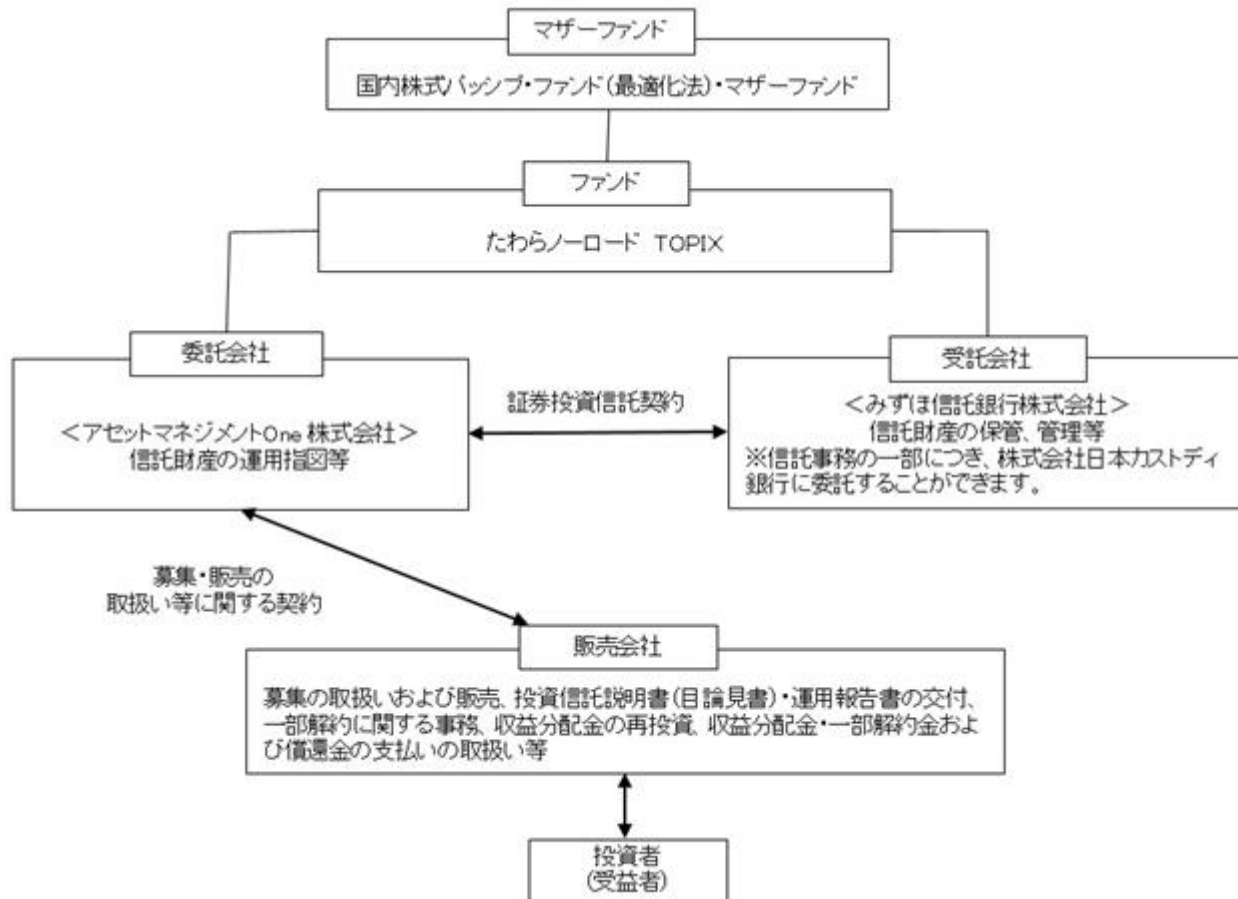 マザーファンド
国内株式パッシブ・ファンド(最適化法)・マザーファンド
ファンド
たわらノーロード TOPIX
委託会社
<アセットマネジメントOne 株式会社>
信託財産の運用指図等
証券投資信託契約
受託会社
<みずほ信託銀行株式会社>
信託財産の保管、管理等
※信託事務の一部につき、株式会社日本カストディ
銀行に委託することができます。
募集・販売の
取扱い等に関する契約
販売会社
募集の取扱いおよび販売、投資信託説明書(目論見書)・運用報告書の交付、
一部解約に関する事務、収益分配金の再投資、収益分配金・一部解約金およ
び償還金の支払いの取扱い等
投資者
(受益者)